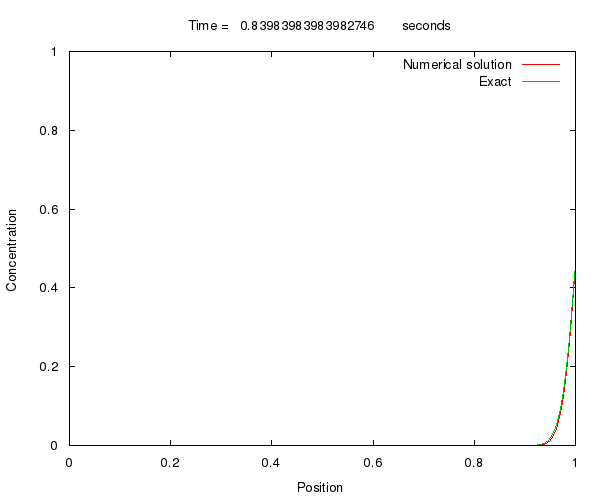 Time = 0.83983983983982746 seconds
Numerical solution
Exact
1
0.8
0.6
0.4
0.2
0
Concentration
0 0.2 0.4 0.6 0.8 1
Position